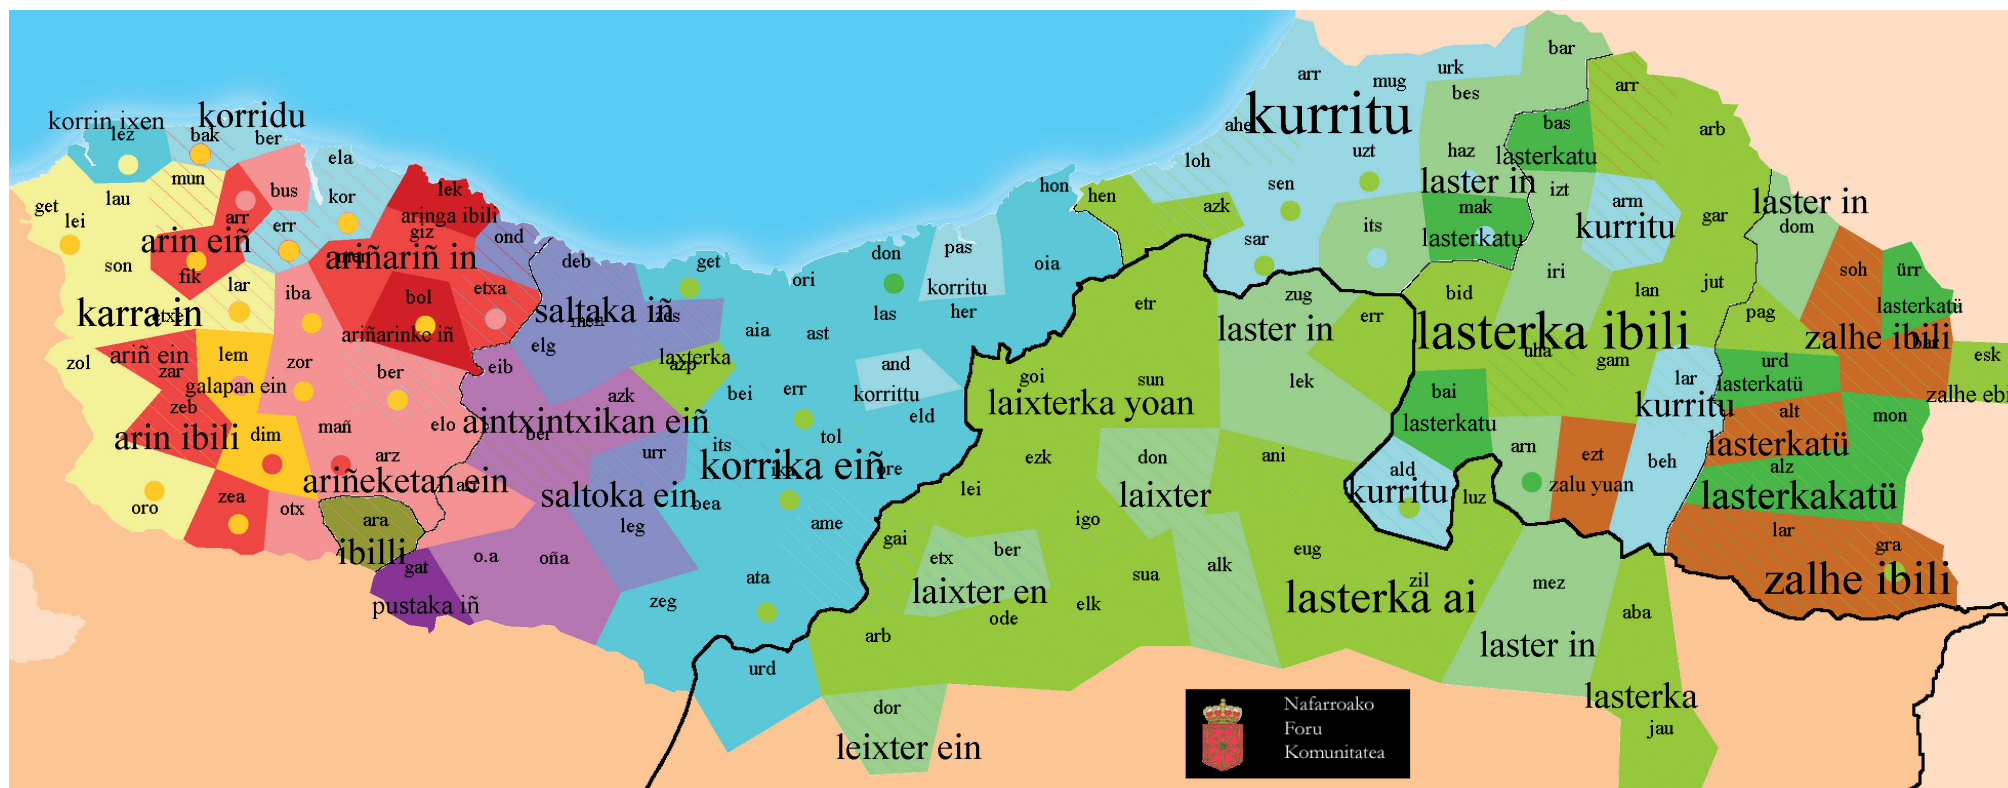 bar
arr
mug
urk
bes
arr
korrin ixen
korridu
kurritu
lez
bak
ber
ahe
bas
arb
ela
loh
uzt
haz
lasterkatu
mun
bus
kor
lek
hon
hen
sen
laster in
izt
lau
get
lei
arr
err
aringa ibili
giz
azk
mak
arm
gar
laster in
arin eiñ
ond
pas
its
lasterkatu
kurritu
dom
son
fik
ariñariñ in
deb
get
don
oia
sar
iri
soh
ürr
lar
iba
bol
etxa
ori
korritu
zug
bid
lan
jut
lasterkatü
karra in
etxe
saltaka iñ
zes
las
her
etr
err
pag
ariñarinke iñ
elg
aia
ast
laster in
lasterka ibili
zalhe ibili
zol
ariñ ein
zar
lem
zor
ber
eib
laxterka
azp
and
goi
sun
lek
uha
gam
urd
esk
galapan ein
azk
bei
err
korrittu
laixterka yoan
bai
lar
lasterkatü
zalhe ebi
zeb
mañ
elo
aintxintxikan eiñ
ber
eld
lasterkatu
kurritu
alt
mon
arin ibili
dim
arz
urr
its
tol
ezk
don
ani
arn
ezt
beh
lasterkatü
korrika eiñ
ald
alz
oro
zea
otx
ariñeketan ein
saltoka ein
bea
lei
laixter
kurritu
luz
zalu yuan
lasterkakatü
ara
leg
ame
igo
lar
ibilli
o.a
oña
gai
etx
ber
eug
gra
gat
ata
sua
alk
zil
mez
zalhe ibili
pustaka iñ
zeg
laixter en
elk
lasterka ai
aba
arb
ode
laster in
urd
lasterka
dor
jau
leixter ein
Nafarroako
Foru
Komunitatea